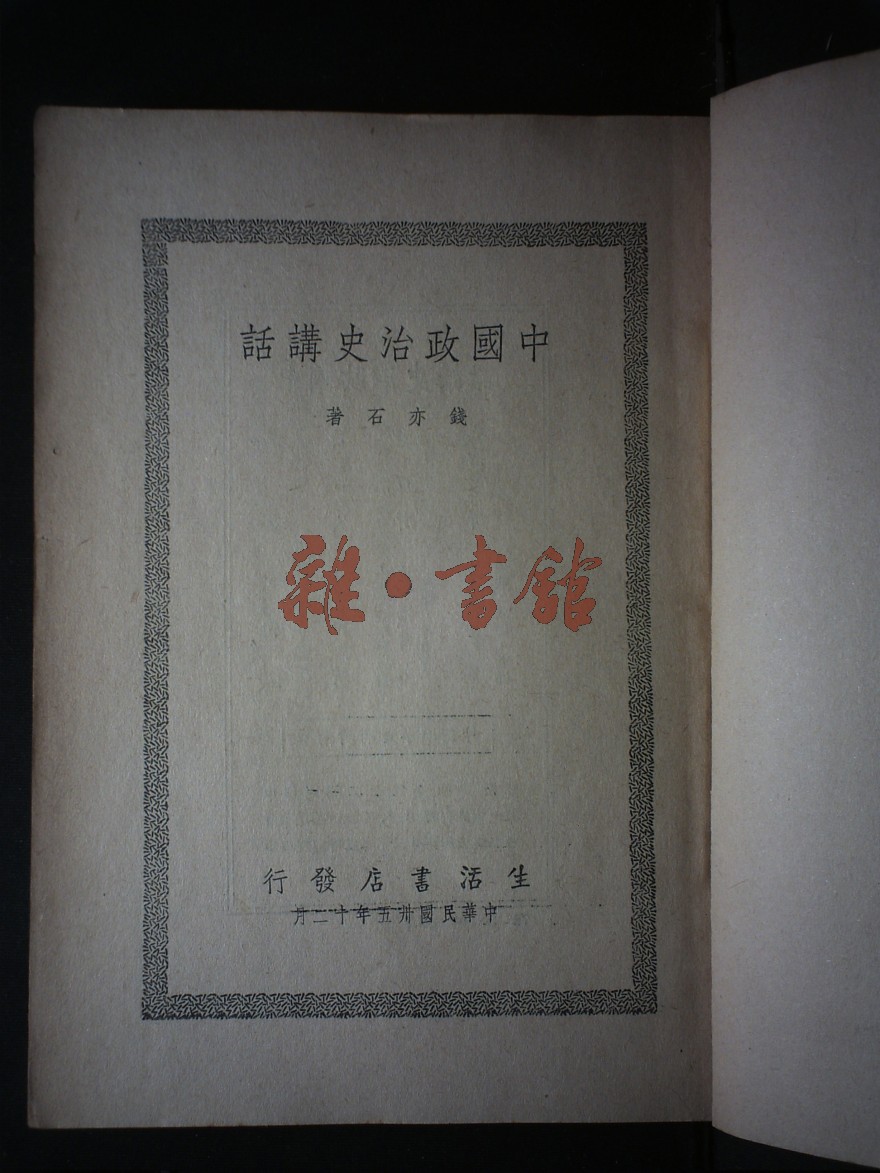 中國政治史講話
錢亦石著
雜·書舘
生活書店發行
中華民國卅五年十二月